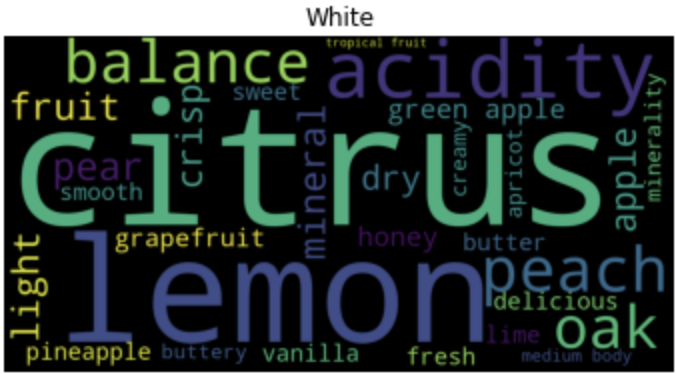 White
tropical fruit
balance
acidity
sweet
fruit
crisp
green apple
minerality
citrus
mineral
creamy
apricot
apple
pear
dry
smooth
grapefruit
honey
butter
light
lemon
peach
delicious
lime
oak
pineapple
buttery
vanilla
fresh
medium body